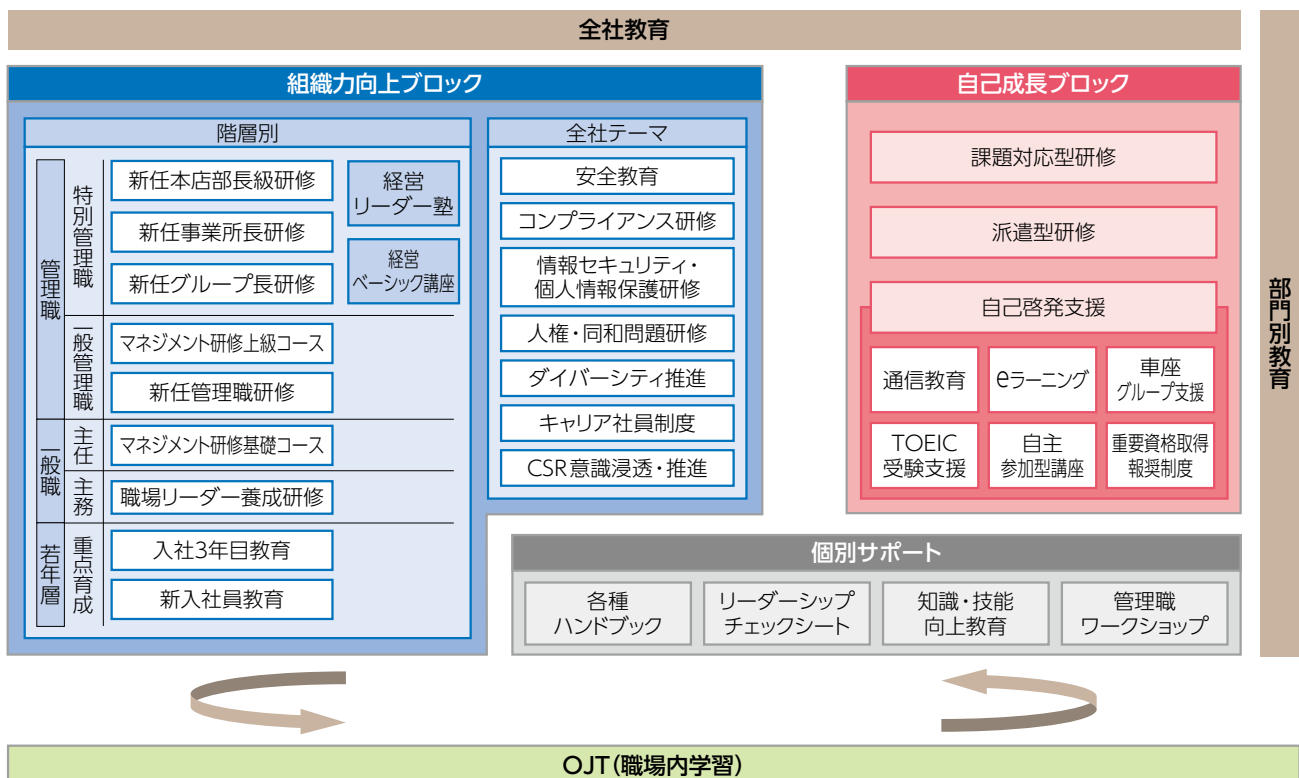 全社教育
組織力向上ブロック
階層別
管理職
特別管理職
新任本店部長級研修
新任事業所長研修
新任グループ長研修
経営
リーダー塾
経営
ベーシック講座
一般管理職
マネジメント研修上級コース
新任管理職研修
一般職
主任
マネジメント研修基礎コース
主務
職場リーダー養成研修
若年層
重点育成
入社3年目教育
新入社員教育
全社テーマ
安全教育
コンプライアンス研修
情報セキュリティ・
個人情報保護研修
人権・同和問題研修
ダイバーシティ推進
キャリア社員制度
CSR意識浸透・推進
自己成長ブロック
課題対応型研修
派遣型研修
自己啓発支援
通信教育
eラーニング
車座
グループ支援
TOEIC
受験支援
自主
参加型講座
重要資格取得
報奨制度
個別サポート
各種
ハンドブック
リーダーシップ
チェックシート
知識・技能
向上教育
管理職
ワークショップ
部門別教育
OJT(職場内学習)